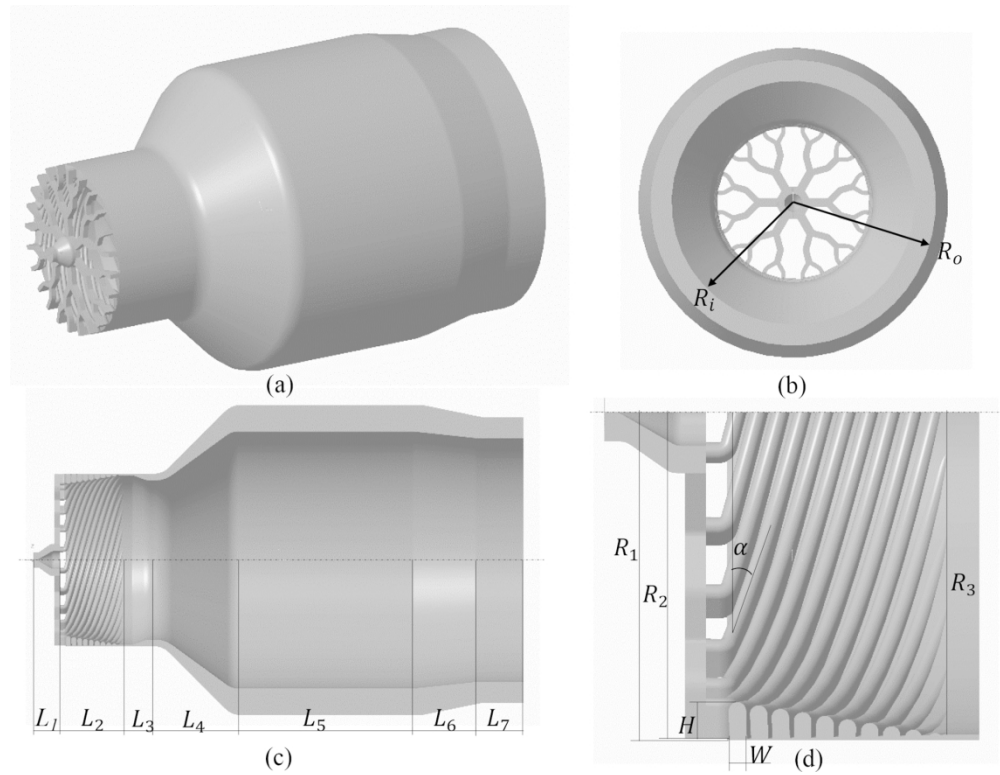 (a)
R_i
R_o
(b)
L_1 L_2 L_3 L_4 L_5 L_6 L_7
(c)
R_1
R_2
α
R_3
H
W
(d)